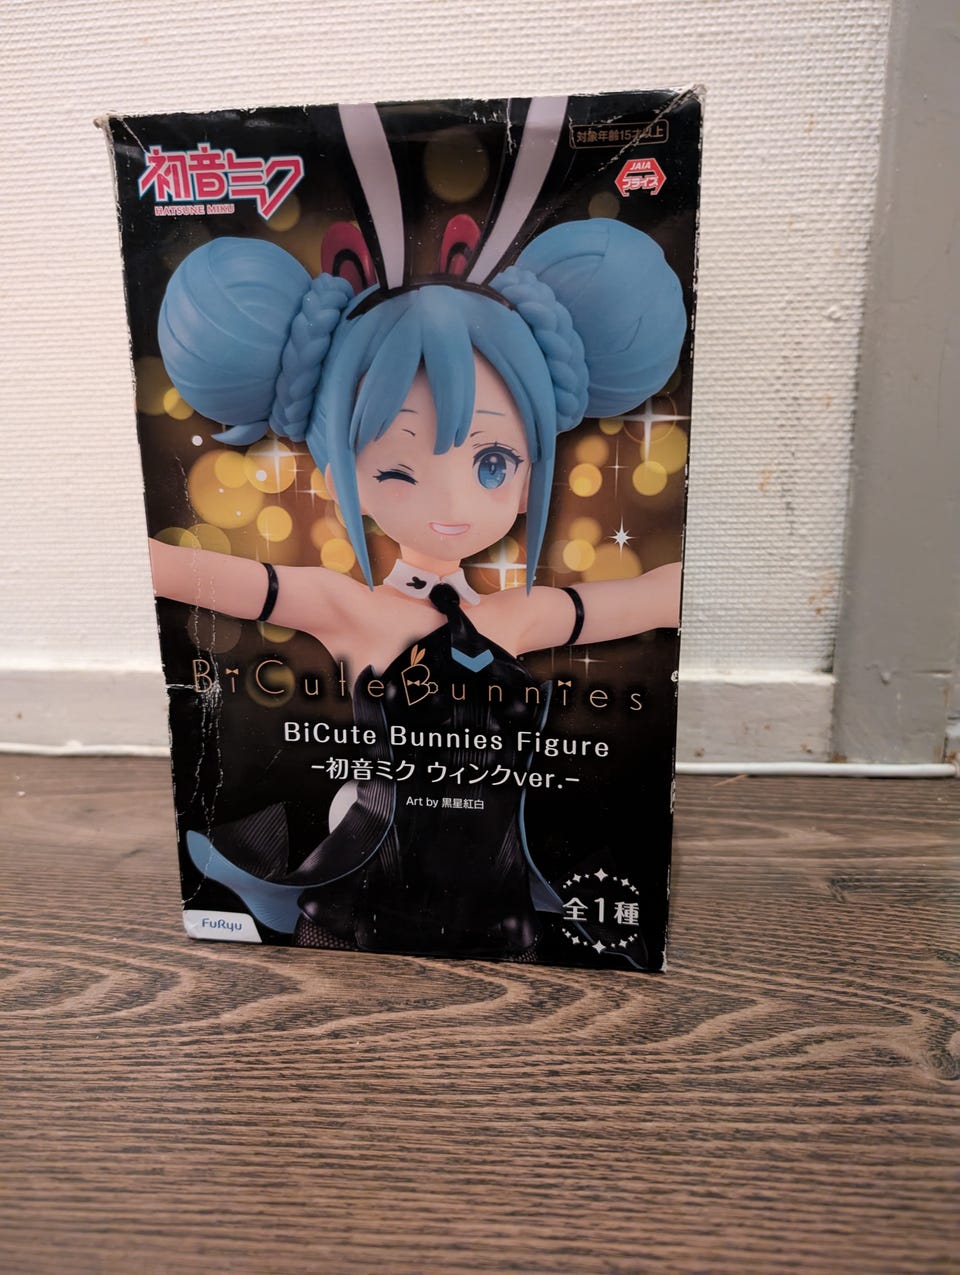 初音ミク
HATSUNE MIKU
対象年齢15才以上
JAIA
プライズ
BiCute Bunnies
BiCute Bunnies Figure
-初音ミク ウィンクver.-
Art by 黒星紅白
全1種
FuRyu